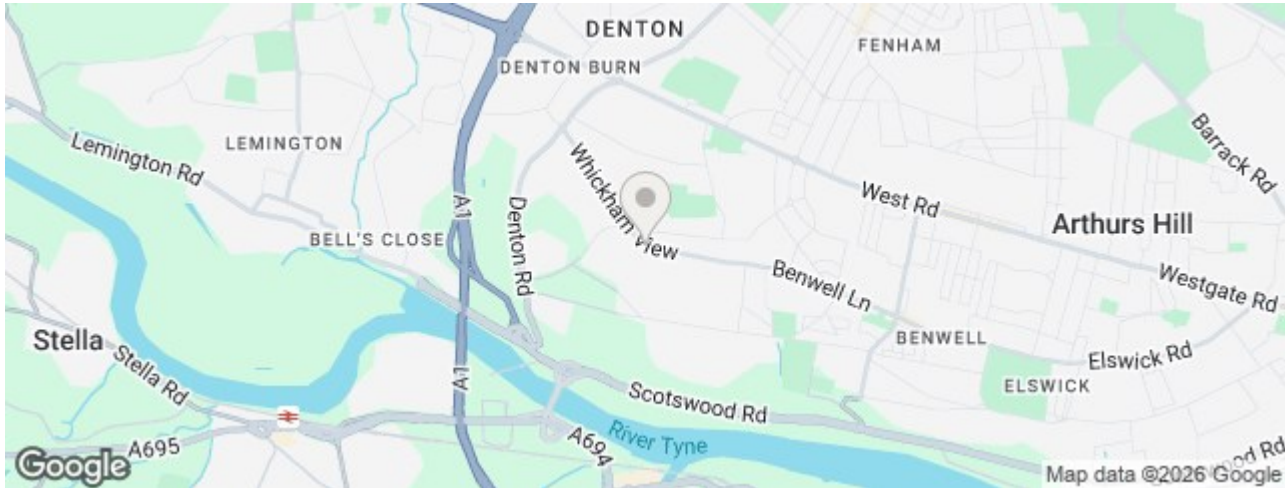 DENTON
FENHAM
DENTON BURN
LEMINGTON
Lemington Rd
Whickham View
A1
Denton Rd
Barrack Rd
West Rd
Arthurs Hill
BELL'S CLOSE
Westgate Rd
Benwell Ln
BENWELL
Stella
Stella Rd
A1
Elswick Rd
ELSWICK
Scotswood Rd
A695
A694
River Tyne
Google
Map data ©2026 Google